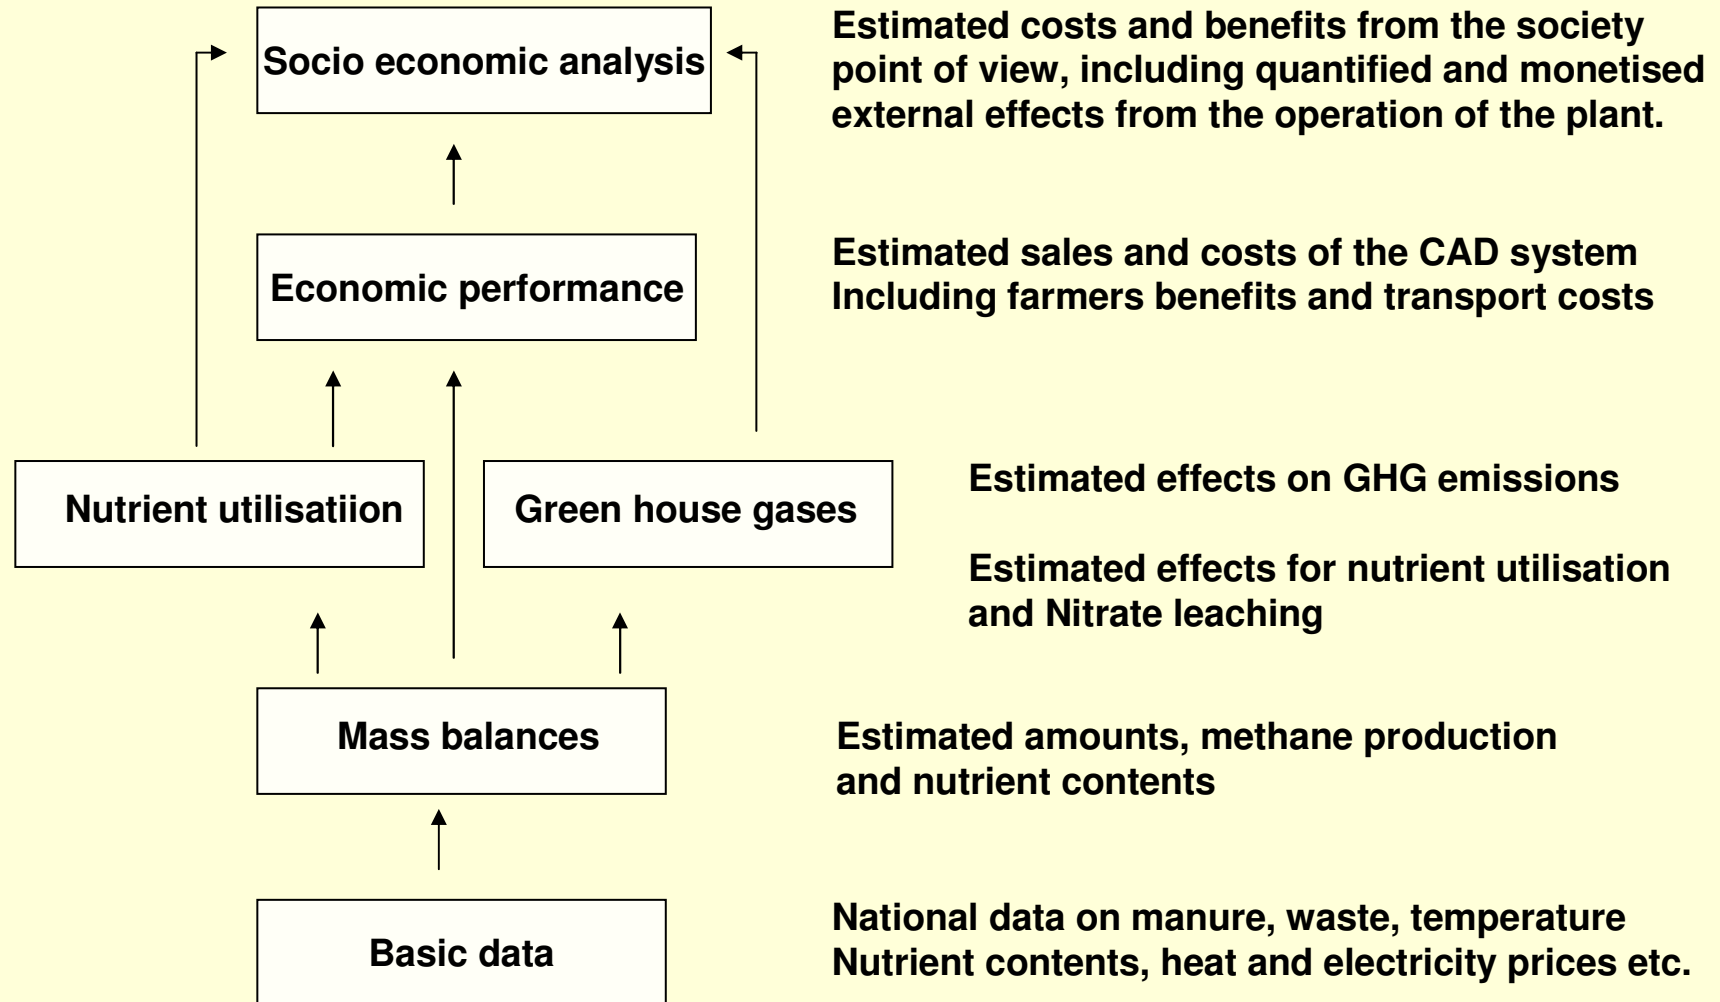 Socio economic analysis
Estimated costs and benefits from the society
point of view, including quantified and monetised
external effects from the operation of the plant.
Economic performance
Estimated sales and costs of the CAD system
Including farmers benefits and transport costs
Nutrient utilisatiion
Green house gases
Estimated effects on GHG emissions
Estimated effects for nutrient utilisation
and Nitrate leaching
Mass balances
Estimated amounts, methane production
and nutrient contents
Basic data
National data on manure, waste, temperature
Nutrient contents, heat and electricity prices etc.